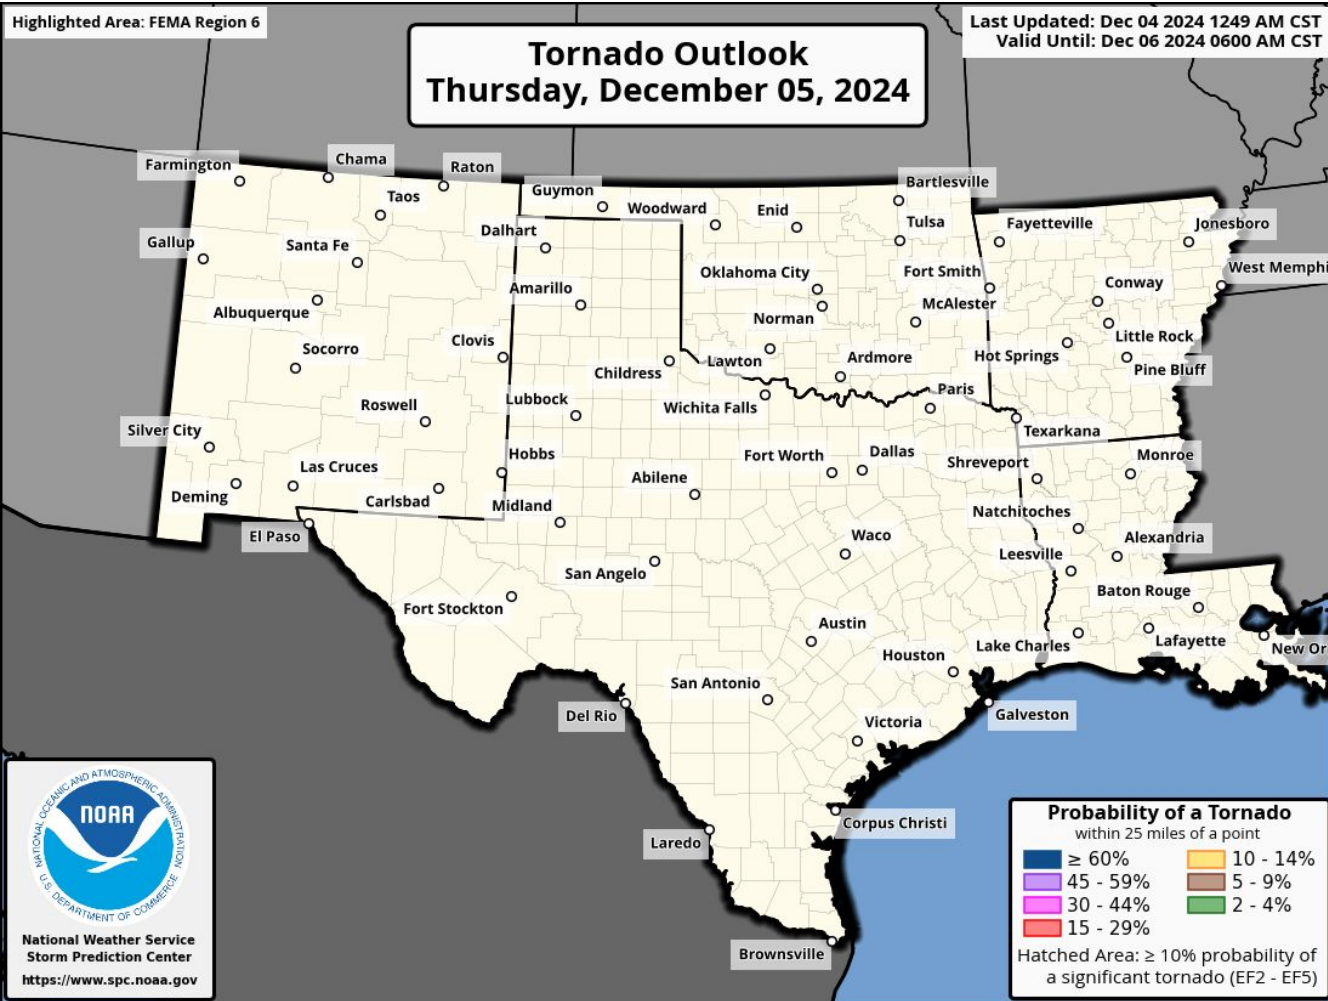 Highlighted Area: FEMA Region 6
Last Updated: Dec 04 2024 1249 AM CST
Valid Until: Dec 06 2024 0600 AM CST
Tornado Outlook
Thursday, December 05, 2024
Farmington
Chama
Raton
Taos
Guymon
Woodward
Enid
Bartlesville
Tulsa
Fayetteville
Jonesboro
Gallup
Santa Fe
Dalhart
Oklahoma City
Fort Smith
West Memphi
Albuquerque
Amarillo
Norman
McAlester
Conway
Socorro
Clovis
Childress
Lawton
Ardmore
Hot Springs
Little Rock
Pine Bluff
Roswell
Lubbock
Wichita Falls
Paris
Texarkana
Silver City
Las Cruces
Hobbs
Abilene
Fort Worth
Dallas
Shreveport
Monroe
Deming
Carlsbad
Midland
Natchitoches
El Paso
San Angelo
Waco
Leesville
Alexandria
Fort Stockton
Austin
Baton Rouge
Houston
Lake Charles
Lafayette
New Or
San Antonio
Del Rio
Victoria
Galveston
Corpus Christi
Laredo
Brownsville
NATIONAL OCEANIC AND ATMOSPHERIC ADMINISTRATION
NOAA
U.S. DEPARTMENT OF COMMERCE
National Weather Service
Storm Prediction Center
https://www.spc.noaa.gov
Probability of a Tornado
within 25 miles of a point
≥ 60%
45 - 59%
30 - 44%
15 - 29%
10 - 14%
5 - 9%
2 - 4%
Hatched Area: ≥ 10% probability of
a significant tornado (EF2 - EF5)